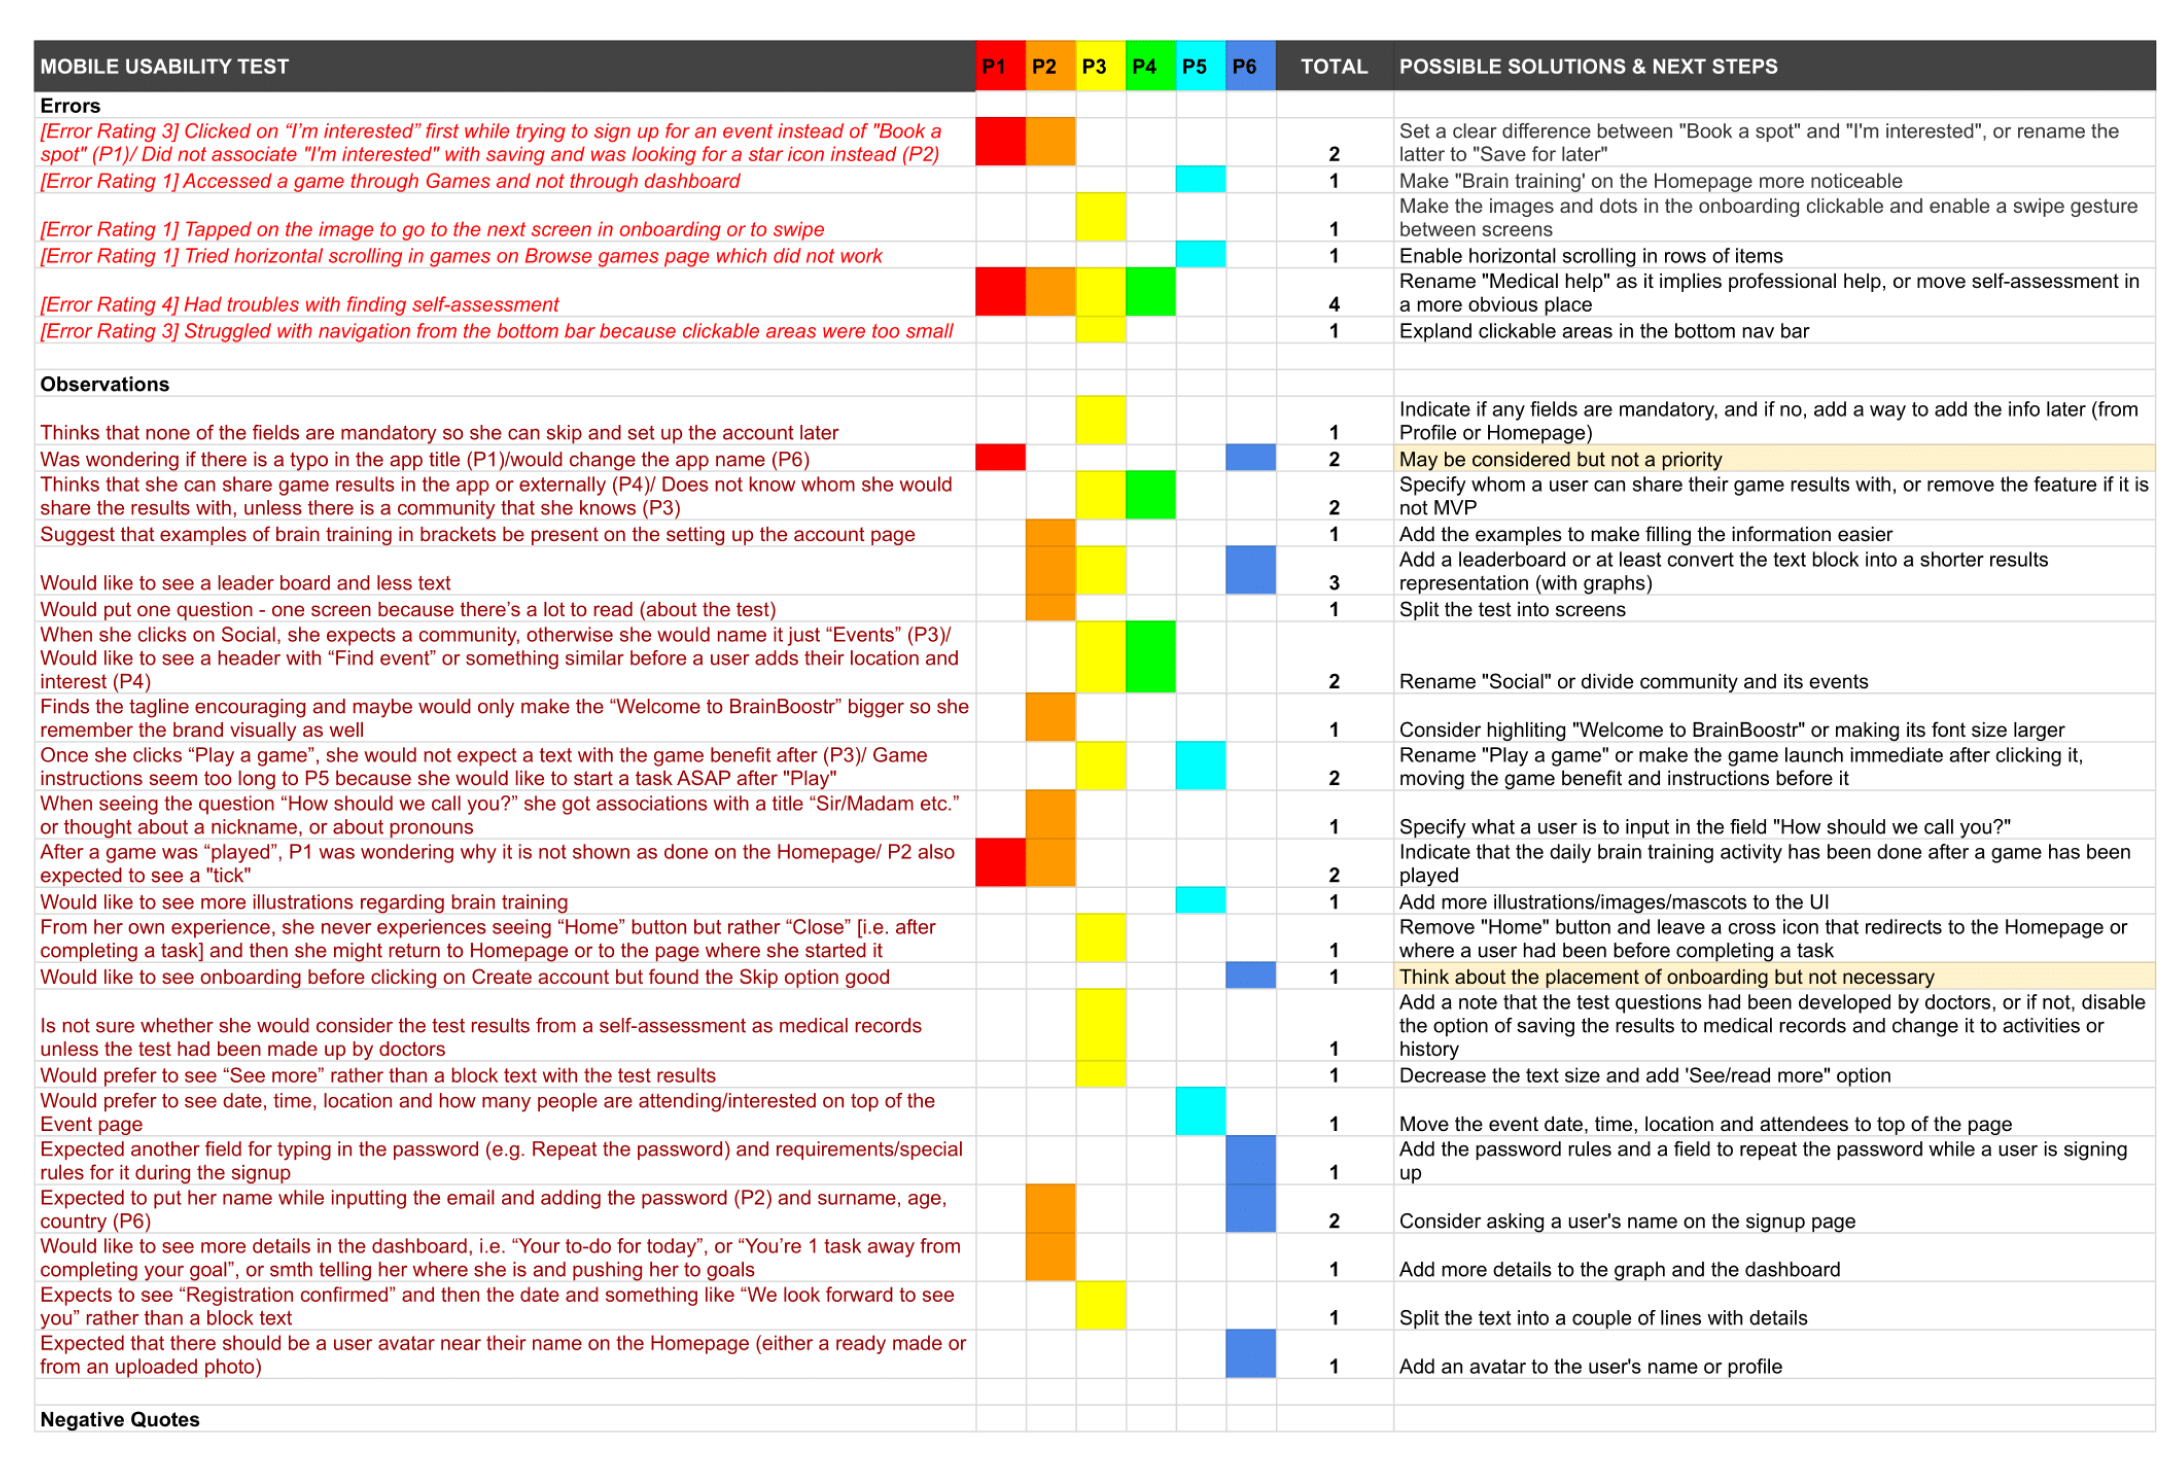 MOBILE USABILITY TEST P1 P2 P3 P4 P5 P6 TOTAL POSSIBLE SOLUTIONS & NEXT STEPS
Errors
[Error Rating 3] Clicked on “I’m interested” first while trying to sign up for an event instead of "Book a
spot" (P1)/ Did not associate "I'm interested" with saving and was looking for a star icon instead (P2)
2
Set a clear difference between "Book a spot" and "I'm interested", or rename the
latter to "Save for later"
[Error Rating 1] Accessed a game through Games and not through dashboard
1
Make "Brain training' on the Homepage more noticeable
[Error Rating 1] Tapped on the image to go to the next screen in onboarding or to swipe
1
Make the images and dots in the onboarding clickable and enable a swipe gesture
between screens
[Error Rating 1] Tried horizontal scrolling in games on Browse games page which did not work
1
Enable horizontal scrolling in rows of items
[Error Rating 4] Had troubles with finding self-assessment
4
Rename "Medical help" as it implies professional help, or move self-assessment in
a more obvious place
[Error Rating 3] Struggled with navigation from the bottom bar because clickable areas were too small
1
Expland clickable areas in the bottom nav bar
Observations
Thinks that none of the fields are mandatory so she can skip and set up the account later
1
Indicate if any fields are mandatory, and if no, add a way to add the info later (from
Profile or Homepage)
Was wondering if there is a typo in the app title (P1)/would change the app name (P6)
2
May be considered but not a priority
Thinks that she can share game results in the app or externally (P4)/ Does not know whom she would
share the results with, unless there is a community that she knows (P3)
2
Specify whom a user can share their game results with, or remove the feature if it is
not MVP
Suggest that examples of brain training in brackets be present on the setting up the account page
1
Add the examples to make filling the information easier
Would like to see a leader board and less text
3
Add a leaderboard or at least convert the text block into a shorter results
representation (with graphs)
Would put one question - one screen because there’s a lot to read (about the test)
1
Split the test into screens
When she clicks on Social, she expects a community, otherwise she would name it just “Events” (P3)/
Would like to see a header with “Find event” or something similar before a user adds their location and
interest (P4)
2
Rename "Social" or divide community and its events
Finds the tagline encouraging and maybe would only make the “Welcome to BrainBoostr” bigger so she
remember the brand visually as well
1
Consider highliting "Welcome to BrainBoostr" or making its font size larger
Once she clicks “Play a game”, she would not expect a text with the game benefit after (P3)/ Game
instructions seem too long to P5 because she would like to start a task ASAP after "Play"
2
Rename "Play a game" or make the game launch immediate after clicking it,
moving the game benefit and instructions before it
When seeing the question “How should we call you?” she got associations with a title “Sir/Madam etc.”
or thought about a nickname, or about pronouns
1
Specify what a user is to input in the field "How should we call you?"
After a game was “played”, P1 was wondering why it is not shown as done on the Homepage/ P2 also
expected to see a "tick"
2
Indicate that the daily brain training activity has been done after a game has been
played
Would like to see more illustrations regarding brain training
1
Add more illustrations/images/mascots to the UI
From her own experience, she never experiences seeing “Home” button but rather “Close” [i.e. after
completing a task] and then she might return to Homepage or to the page where she started it
1
Remove "Home" button and leave a cross icon that redirects to the Homepage or
where a user had been before completing a task
Would like to see onboarding before clicking on Create account but found the Skip option good
1
Think about the placement of onboarding but not necessary
Is not sure whether she would consider the test results from a self-assessment as medical records
unless the test had been made up by doctors
1
Add a note that the test questions had been developed by doctors, or if not, disable
the option of saving the results to medical records and change it to activities or
history
Would prefer to see “See more” rather than a block text with the test results
1
Decrease the text size and add 'See/read more" option
Would prefer to see date, time, location and how many people are attending/interested on top of the
Event page
1
Move the event date, time, location and attendees to top of the page
Expected another field for typing in the password (e.g. Repeat the password) and requirements/special
rules for it during the signup
1
Add the password rules and a field to repeat the password while a user is signing
up
Expected to put her name while inputting the email and adding the password (P2) and surname, age,
country (P6)
2
Consider asking a user's name on the signup page
Would like to see more details in the dashboard, i.e. “Your to-do for today”, or “You’re 1 task away from
completing your goal”, or smth telling her where she is and pushing her to goals
1
Add more details to the graph and the dashboard
Expects to see “Registration confirmed” and then the date and something like “We look forward to see
you” rather than a block text
1
Split the text into a couple of lines with details
Expected that there should be a user avatar near their name on the Homepage (either a ready made or
from an uploaded photo)
1
Add an avatar to the user's name or profile
Negative Quotes